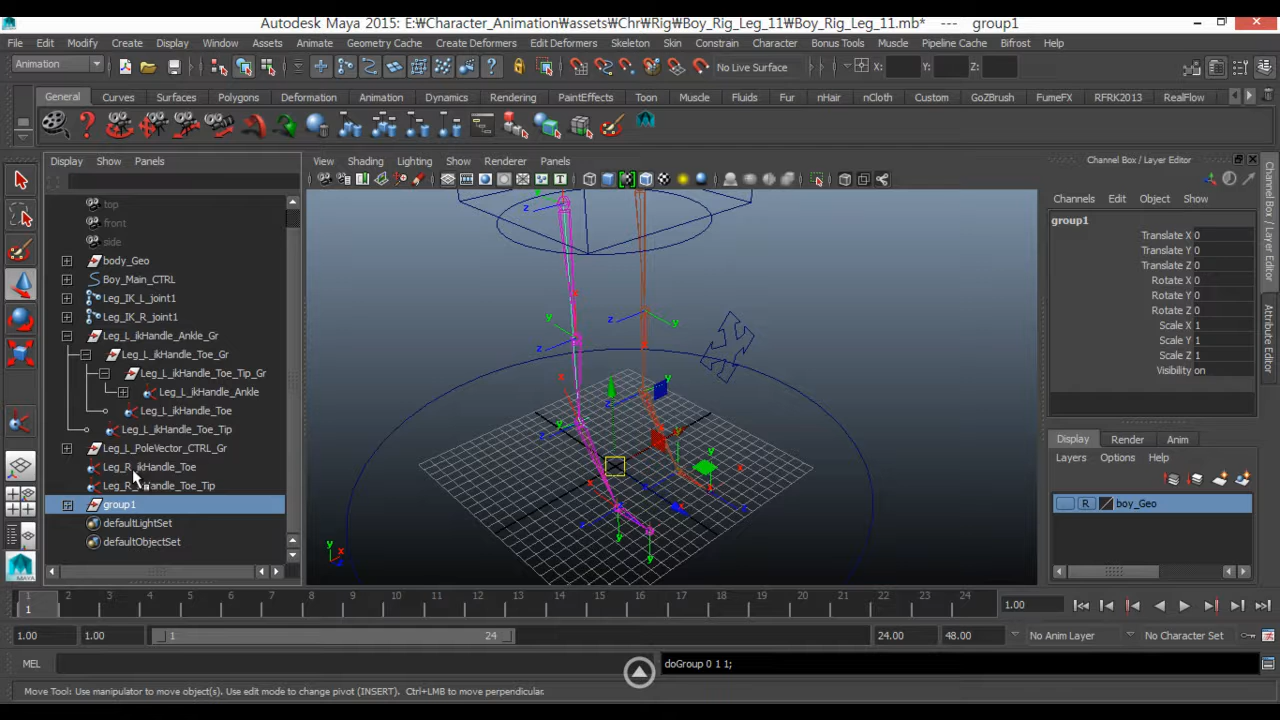 Autodesk Maya 2015: E:₩Character_Animation₩assets₩Chr₩Rig₩Boy_Rig_Leg_11₩Boy_Rig_Leg_11.mb*   ---   group1
File Edit Modify Create Display Window Assets Animate Geometry Cache Create Deformers Edit Deformers Skeleton Skin Constrain Character Bonus Tools Muscle Pipeline Cache Bifrost Help
Animation
No Live Surface
X: Y: Z:
General Curves Surfaces Polygons Deformation Animation Dynamics Rendering PaintEffects Toon Muscle Fluids Fur nHair nCloth Custom GoZBrush FumeFX RFRK2013 RealFlow
Display Show Panels
View Shading Lighting Show Renderer Panels
Channel Box / Layer Editor
Channels Edit Object Show
top
front
side
body_Geo
Boy_Main_CTRL
Leg_IK_L_joint1
Leg_IK_R_joint1
Leg_L_ikHandle_Ankle_Gr
Leg_L_ikHandle_Toe_Gr
Leg_L_ikHandle_Toe_Tip_Gr
Leg_L_ikHandle_Ankle
Leg_L_ikHandle_Toe
Leg_L_ikHandle_Toe_Tip
Leg_L_PoleVector_CTRL_Gr
Leg_R_ikHandle_Toe
group1
defaultLightSet
defaultObjectSet
group1
Translate X 0
Translate Y 0
Translate Z 0
Rotate X 0
Rotate Y 0
Rotate Z 0
Scale X 1
Scale Y 1
Scale Z 1
Visibility on
Channel Box / Layer Editor
Attribute Editor
Display Render Anim
Layers Options Help
R boy_Geo
MAYA
1 2 3 4 5 6 7 8 9 10 11 12 13 14 15 16 17 18 19 20 21 22 23 24
1
1.00
1.00 1.00 1 24 24.00 48.00 No Anim Layer No Character Set
MEL
doGroup 0 1 1;
Move Tool: Use manipulator to move object(s). Use edit mode to change pivot (INSERT).  Ctrl+LMB to move perpendicular.